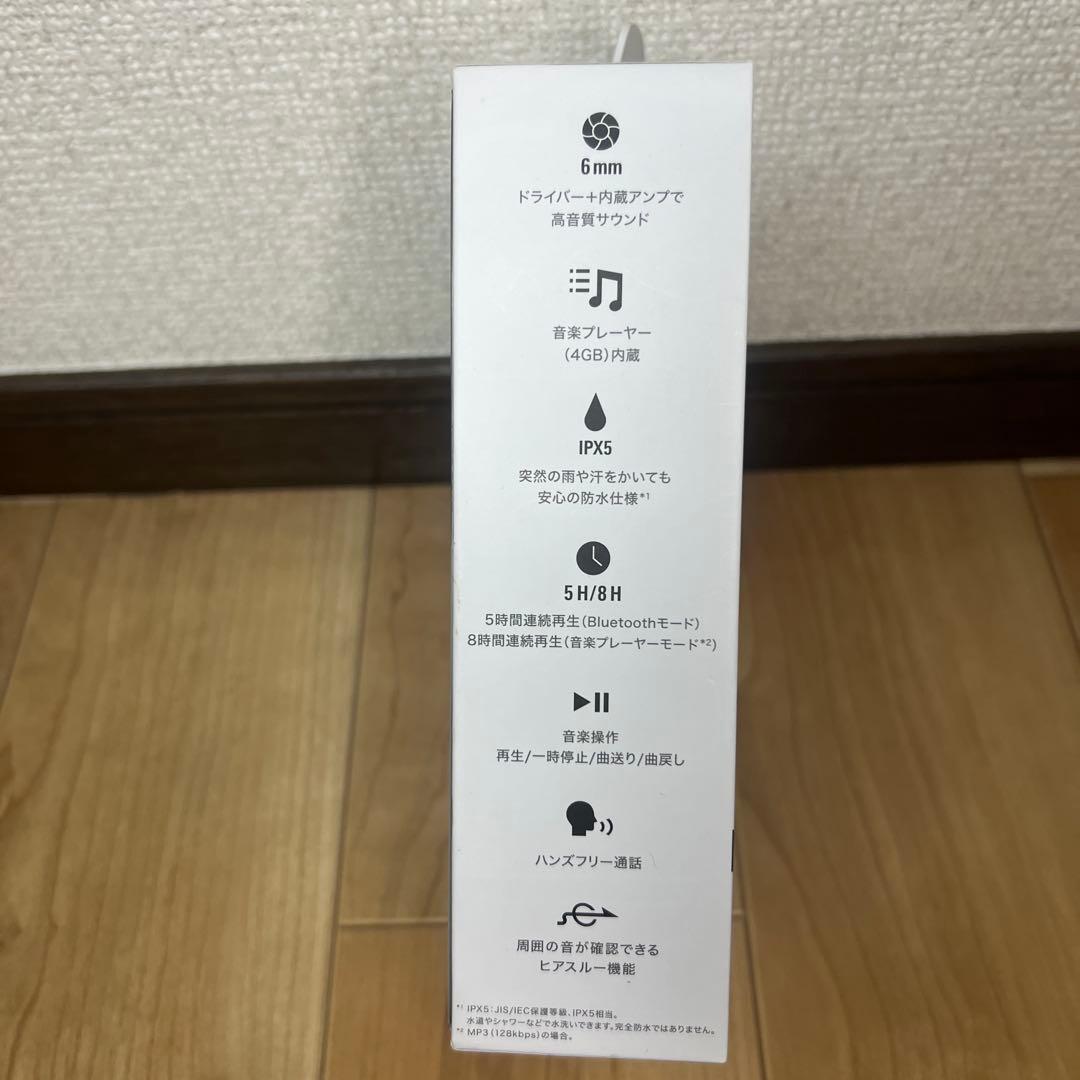 6mm
ドライバー＋内蔵アンプで
高音質サウンド
音楽プレーヤー
（4GB）内蔵
IPX5
突然の雨や汗をかいても
安心の防水仕様*1
5H/8H
5時間連続再生（Bluetoothモード）
8時間連続再生（音楽プレーヤーモード*2）
音楽操作
再生/一時停止/曲送り/曲戻し
ハンズフリー通話
周囲の音が確認できる
ヒアスルー機能
*1 IPX5：JIS/IEC保護等級、IPX5相当。
水道やシャワーなどで水洗いできます。完全防水ではありません。
*2 MP3（128kbps）の場合。